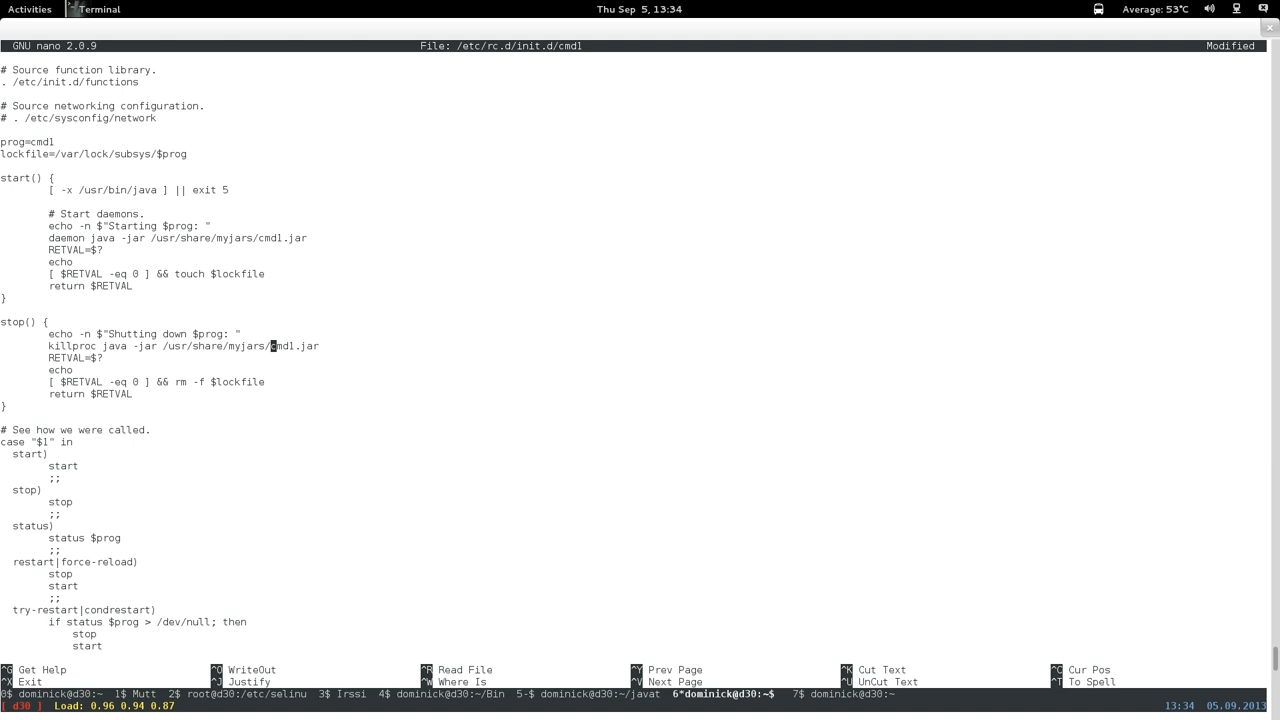 Activities Terminal Thu Sep 5, 13:34 Average: 53°C
GNU nano 2.0.9 File: /etc/rc.d/init.d/cmd1 Modified
# Source function library.
. /etc/init.d/functions
# Source networking configuration.
# . /etc/sysconfig/network
prog=cmd1
lockfile=/var/lock/subsys/$prog
start() {
[ -x /usr/bin/java ] || exit 5
# Start daemons.
echo -n $"Starting $prog: "
daemon java -jar /usr/share/myjars/cmd1.jar
RETVAL=$?
echo
[ $RETVAL -eq 0 ] && touch $lockfile
return $RETVAL
}
stop() {
echo -n $"Shutting down $prog: "
killproc java -jar /usr/share/myjars/cmd1.jar
RETVAL=$?
echo
[ $RETVAL -eq 0 ] && rm -f $lockfile
return $RETVAL
}
# See how we were called.
case "$1" in
start)
start
;;
stop)
stop
;;
status)
status $prog
;;
restart|force-reload)
stop
start
;;
try-restart|condrestart)
if status $prog > /dev/null; then
stop
start
^G Get Help ^O WriteOut ^R Read File ^Y Prev Page ^K Cut Text ^C Cur Pos
^X Exit ^J Justify ^W Where Is ^V Next Page ^U UnCut Text ^T To Spell
0$ dominick@d30:~ 1$ Mutt 2$ root@d30:/etc/selinu 3$ Irssi 4$ dominick@d30:~/Bin 5-$ dominick@d30:~/javat 6*dominick@d30:~$ 7$ dominick@d30:~
[ d30 ] Load: 0.96 0.94 0.87 13:34 05.09.2013